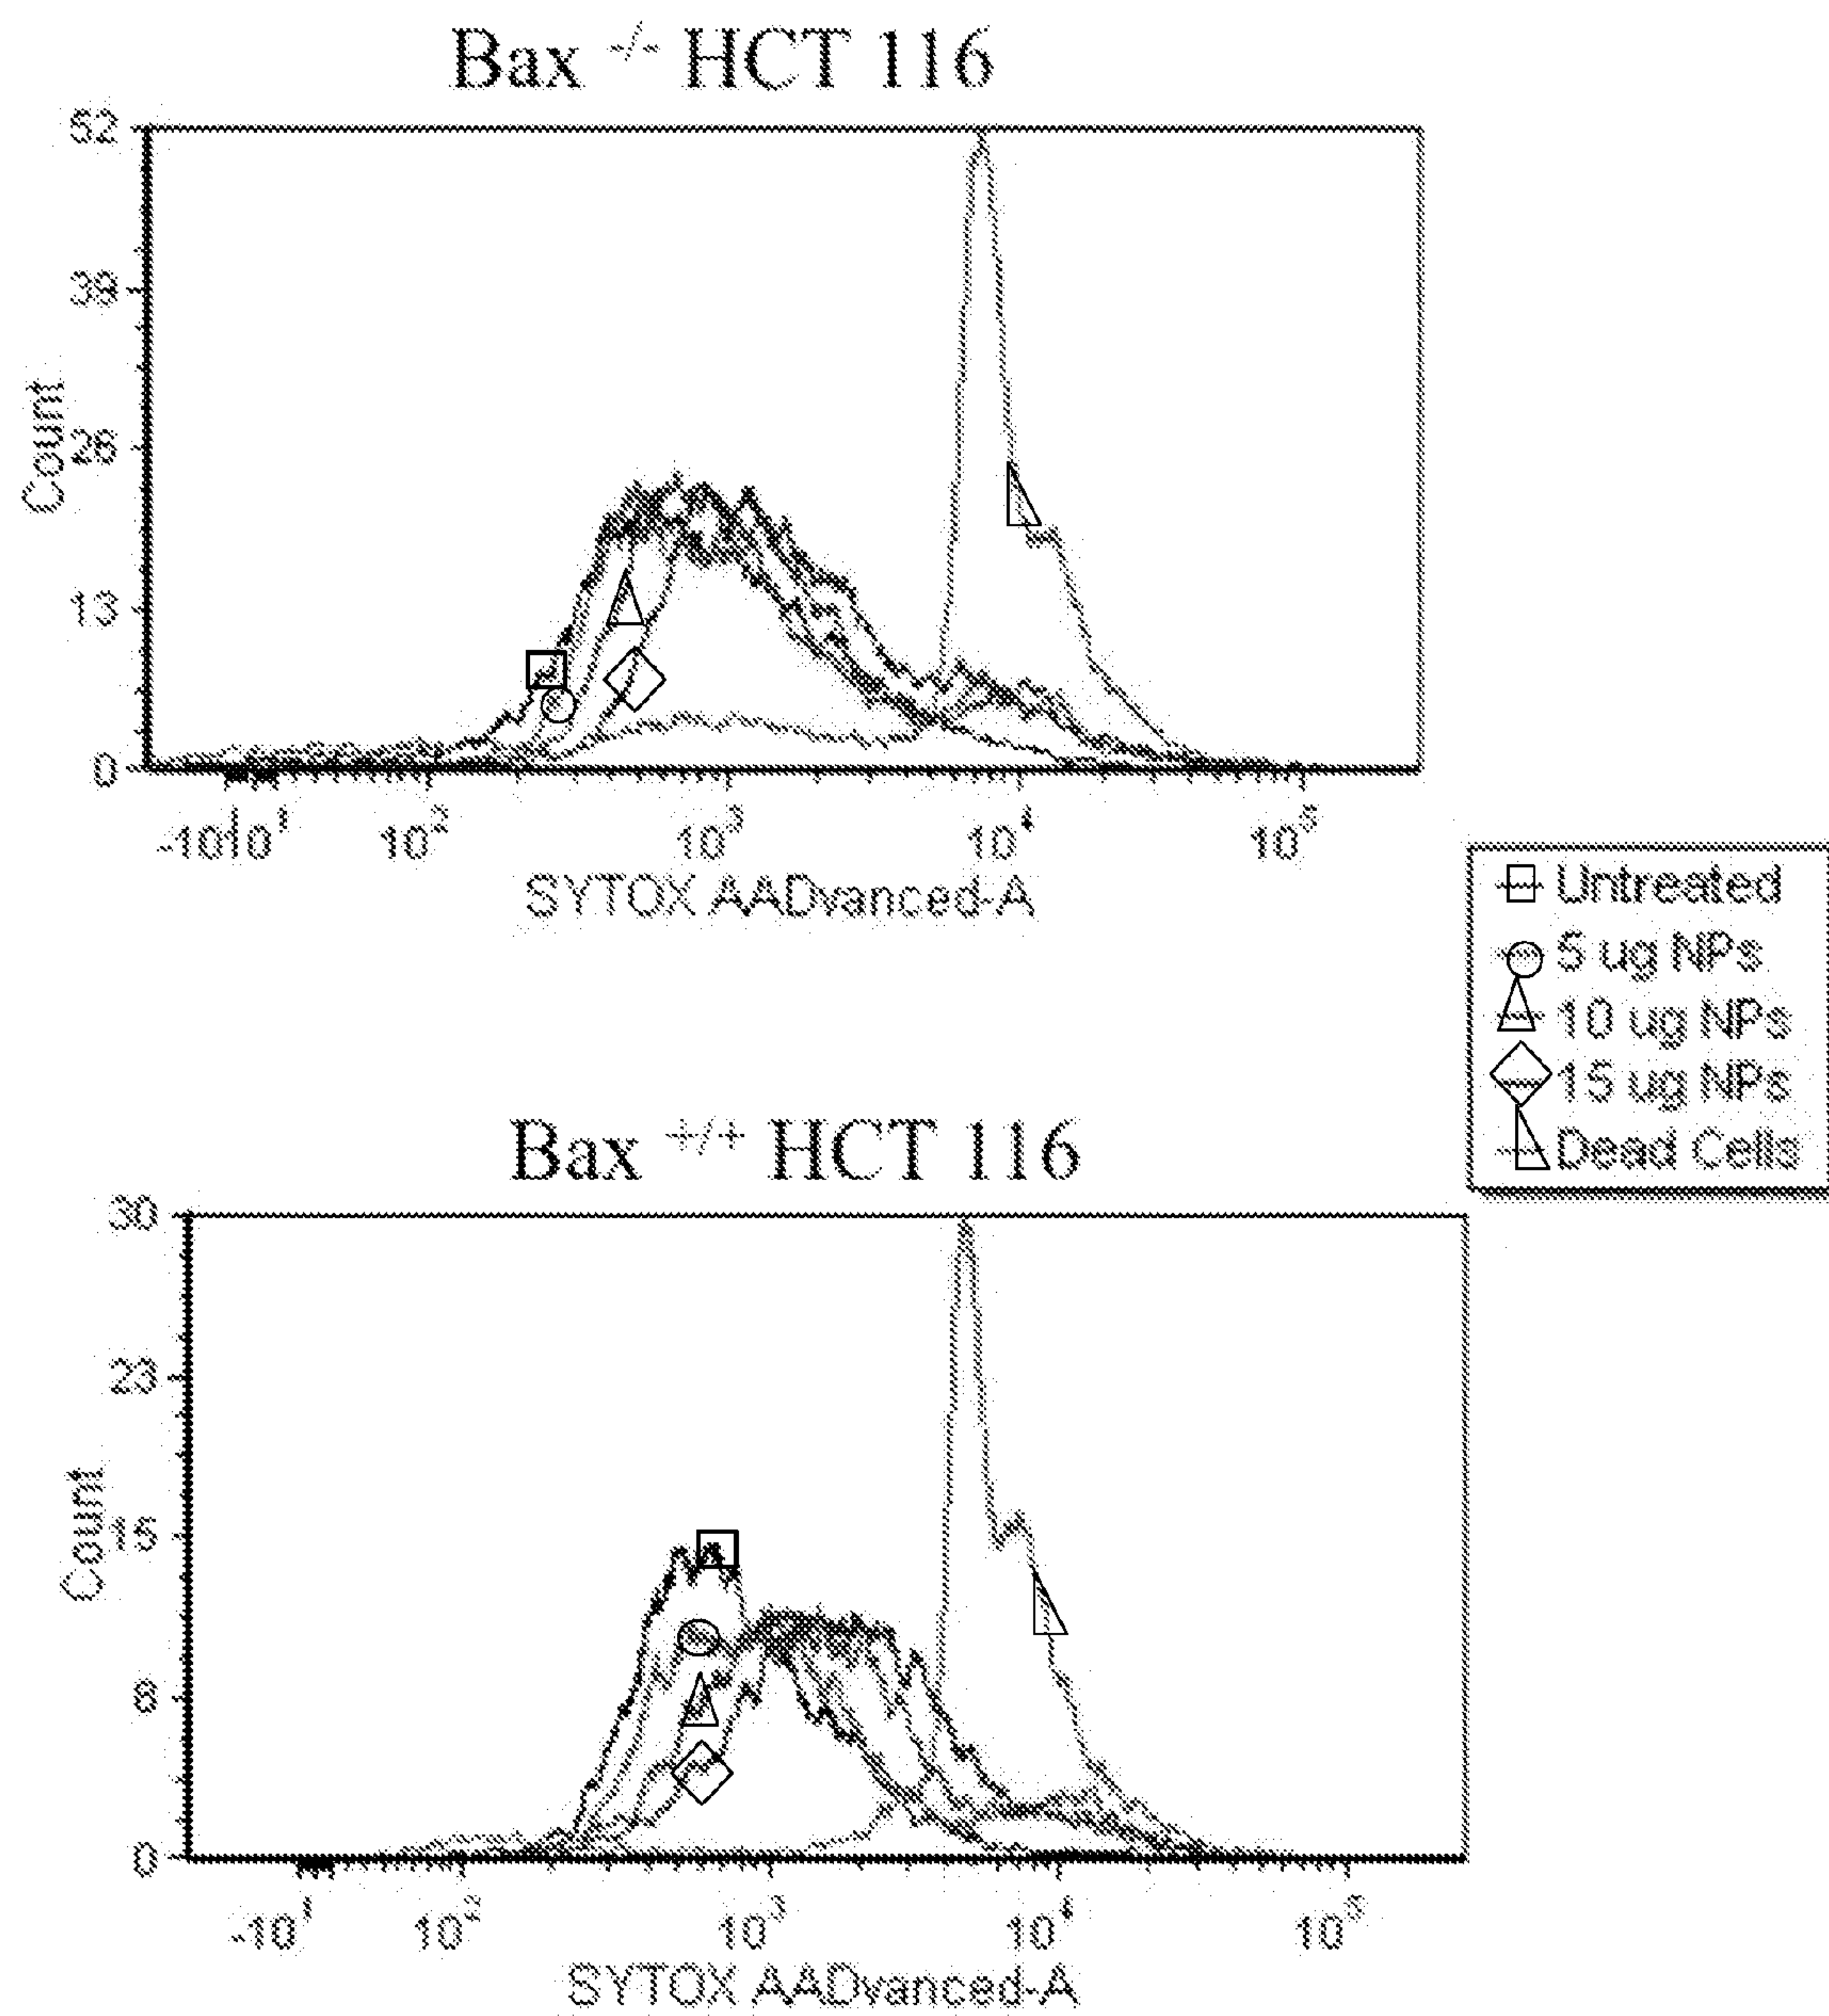 Bax -/- HCT 116
52
39
26
13
0
Count
-10¹ 10¹ 10² 10³ 10⁴ 10⁵
SYTOX AADvanced-A
Untreated
5 ug NPs
10 ug NPs
15 ug NPs
Dead Cells
Bax +/+ HCT 116
30
23
15
8
0
Count
-10¹ 10² 10³ 10⁴ 10⁵
SYTOX AADvanced-A